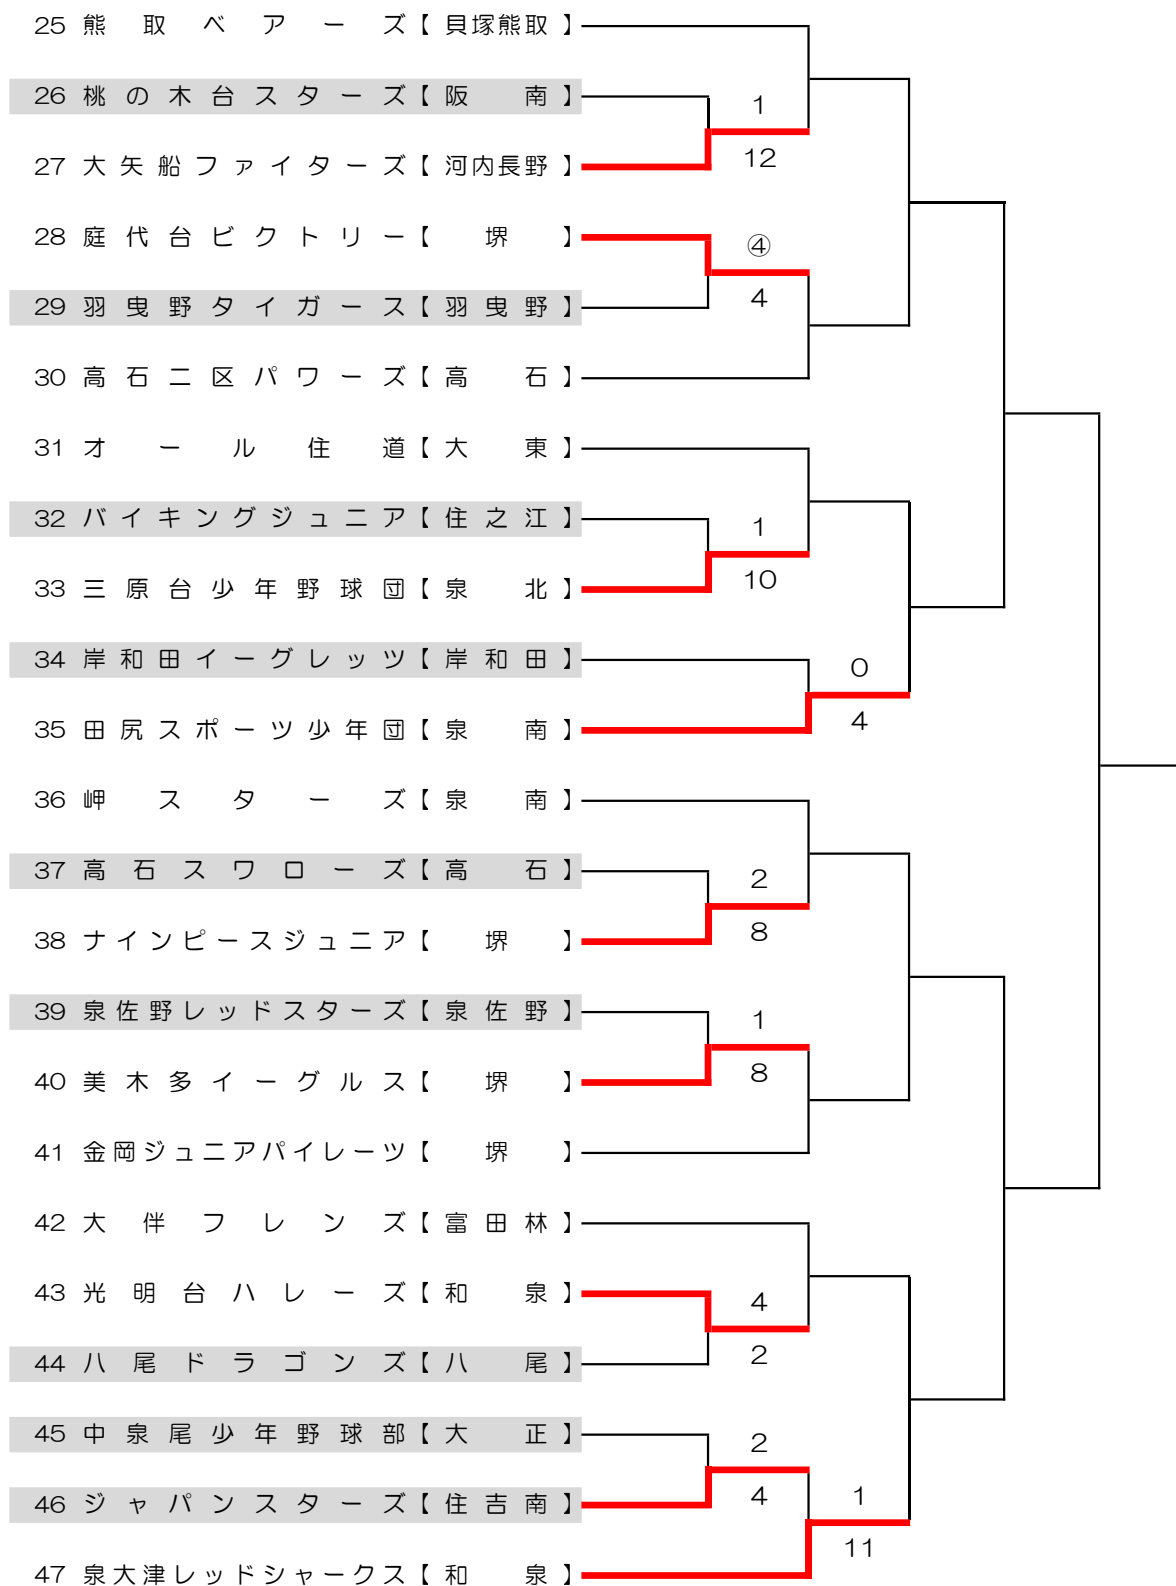 25 熊取ベアーズ【貝塚熊取】
26 桃の木台スターズ【阪南】
1
27 大矢船ファイターズ【河内長野】
12
28 庭代台ビクトリー【堺】
④
29 羽曳野タイガース【羽曳野】
4
30 高石二区パワーズ【高石】
31 オール住道【大東】
32 バイキングジュニア【住之江】
1
33 三原台少年野球団【泉北】
10
34 岸和田イーグレッツ【岸和田】
0
35 田尻スポーツ少年団【泉南】
4
36 岬スターズ【泉南】
37 高石スワローズ【高石】
2
38 ナインピースジュニア【堺】
8
39 泉佐野レッドスターズ【泉佐野】
1
40 美木多イーグルス【堺】
8
41 金岡ジュニアパイレーツ【堺】
42 大伴フレンズ【富田林】
43 光明台ハレーズ【和泉】
4
44 八尾ドラゴンズ【八尾】
2
45 中泉尾少年野球部【大正】
2
46 ジャパンスターズ【住吉南】
4
1
47 泉大津レッドシャークス【和泉】
11